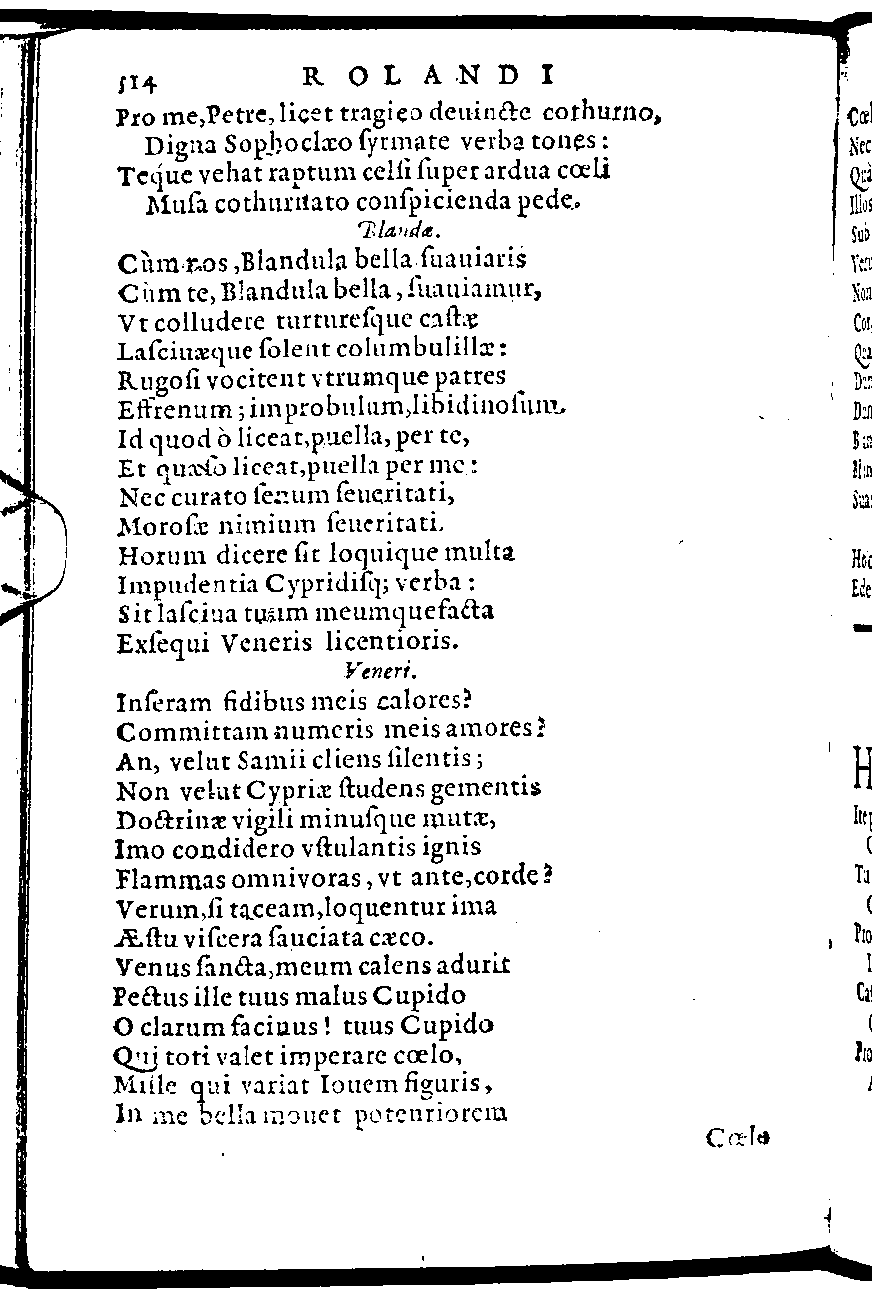 514 ROLANDI
Pro me, Petre, licet tragico deuincte cothurno,
Digna Sophoclæo ſyrmate verba tones:
Teq́ue vehat raptum celſi ſuper ardua cœli
Muſa cothurnato conſpicienda pede.
Blandæ.
Cùm nos, Blandula bella ſuauiaris
Cùm te, Blandula bella, ſuauiamur,
Vt colludere turtureſque caſtæ
Laſciuæque ſolent columbulillæ:
Rugoſi vocitent vtrumque patres
Effrenum; improbulum, libidinoſum.
Id quod ò liceat, puella, per te,
Et quæſo liceat, puella per me:
Nec curato ſenum ſeueritati,
Moroſæ nimium ſeueritati.
Horum dicere ſit loquique multa
Impudentia Cypridiſq; verba:
Sit laſciua tuùm meumque facta
Exſequi Veneris licentioris.
Veneri.
Inſeram fidibus meis calores?
Committam numeris meis amores?
An, velut Samii cliens ſilentis;
Non velut Cypriæ ſtudens gementis
Doctrinæ vigili minuſque mutæ,
Imo condidero vſtulantis ignis
Flammas omnivoras, vt ante, corde?
Verum, ſi taceam, loquentur ima
Æſtu viſcera ſauciata cæco.
Venus ſancta, meum calens adurit
Pectus ille tuus malus Cupido
O clarum facinus! tuus Cupido
Qui toti valet imperare cœlo,
Mille qui variat Iouem figuris,
In me bella mouet potentiorem
Cœlo